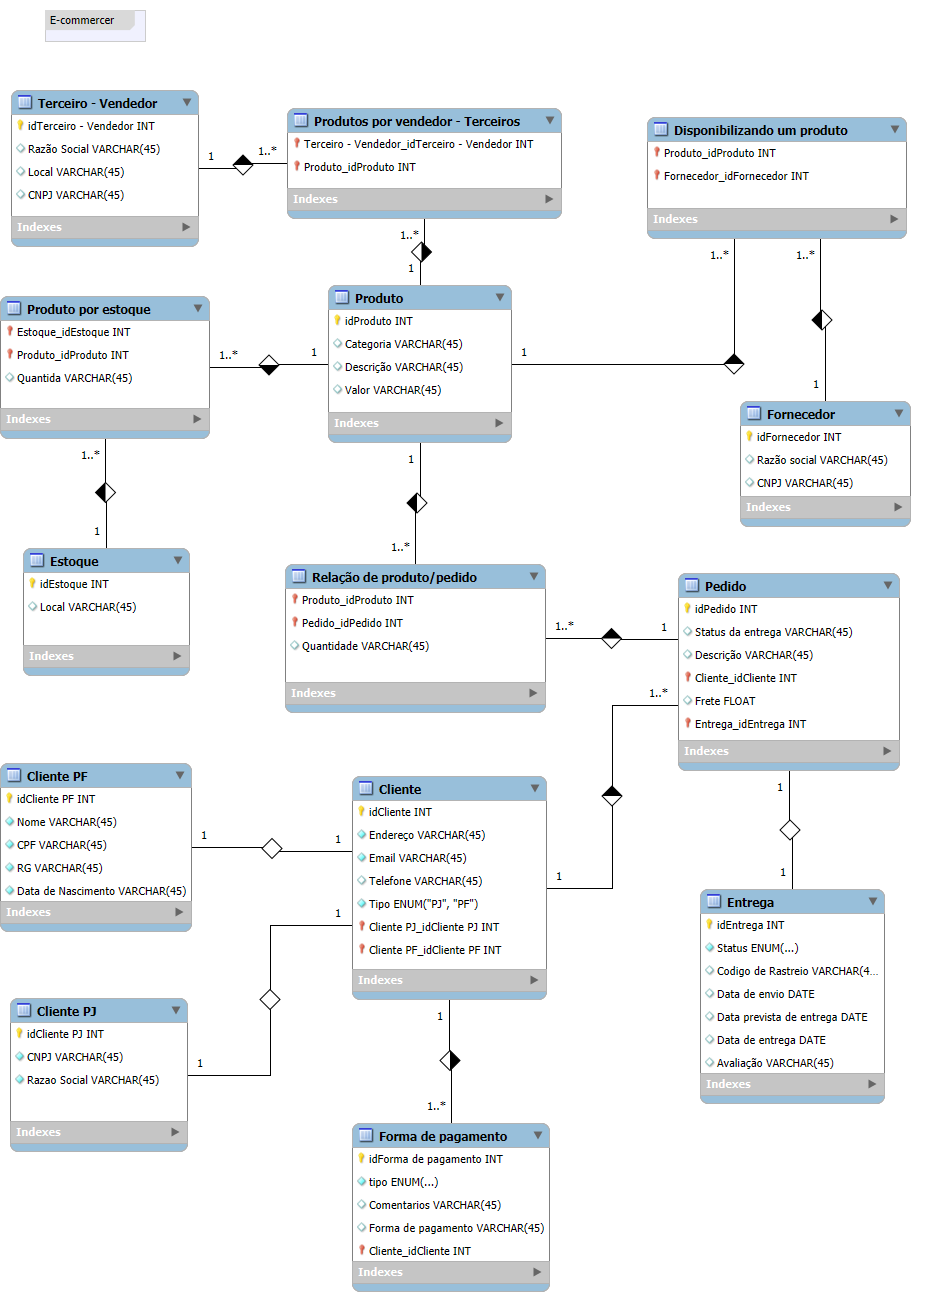 E-commercer
Terceiro - Vendedor
idTerceiro - Vendedor INT
Razão Social VARCHAR(45)
Local VARCHAR(45)
CNPJ VARCHAR(45)
Indexes
1
1..*
Produtos por vendedor - Terceiros
Terceiro - Vendedor_idTerceiro - Vendedor INT
Produto_idProduto INT
Indexes
1..*
1
Disponibilizando um produto
Produto_idProduto INT
Fornecedor_idFornecedor INT
Indexes
1..*
1..*
Produto por estoque
Estoque_idEstoque INT
Produto_idProduto INT
Quantida VARCHAR(45)
Indexes
1..*
1
Produto
idProduto INT
Categoria VARCHAR(45)
Descrição VARCHAR(45)
Valor VARCHAR(45)
Indexes
1
1
Fornecedor
idFornecedor INT
Razão social VARCHAR(45)
CNPJ VARCHAR(45)
Indexes
1..*
1
1
1..*
Estoque
idEstoque INT
Local VARCHAR(45)
Indexes
Relação de produto/pedido
Produto_idProduto INT
Pedido_idPedido INT
Quantidade VARCHAR(45)
Indexes
1..*
1
Pedido
idPedido INT
Status da entrega VARCHAR(45)
Descrição VARCHAR(45)
Cliente_idCliente INT
Frete FLOAT
Entrega_idEntrega INT
Indexes
1..*
1
1
Cliente PF
idCliente PF INT
Nome VARCHAR(45)
CPF VARCHAR(45)
RG VARCHAR(45)
Data de Nascimento VARCHAR(45)
Indexes
1
1
Cliente
idCliente INT
Endereço VARCHAR(45)
Email VARCHAR(45)
Telefone VARCHAR(45)
Tipo ENUM("PJ", "PF")
Cliente PJ_idCliente PJ INT
Cliente PF_idCliente PF INT
Indexes
1
1
Entrega
idEntrega INT
Status ENUM(...)
Codigo de Rastreio VARCHAR(4...
Data de envio DATE
Data prevista de entrega DATE
Data de entrega DATE
Avaliação VARCHAR(45)
Indexes
Cliente PJ
idCliente PJ INT
CNPJ VARCHAR(45)
Razao Social VARCHAR(45)
Indexes
1
1
1..*
Forma de pagamento
idForma de pagamento INT
tipo ENUM(...)
Comentarios VARCHAR(45)
Forma de pagamento VARCHAR(45)
Cliente_idCliente INT
Indexes